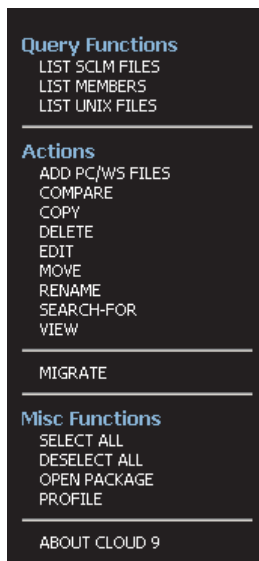 Query Functions
LIST SCLM FILES
LIST MEMBERS
LIST UNIX FILES
Actions
ADD PC/WS FILES
COMPARE
COPY
DELETE
EDIT
MOVE
RENAME
SEARCH-FOR
VIEW
MIGRATE
Misc Functions
SELECT ALL
DESELECT ALL
OPEN PACKAGE
PROFILE
ABOUT CLOUD 9